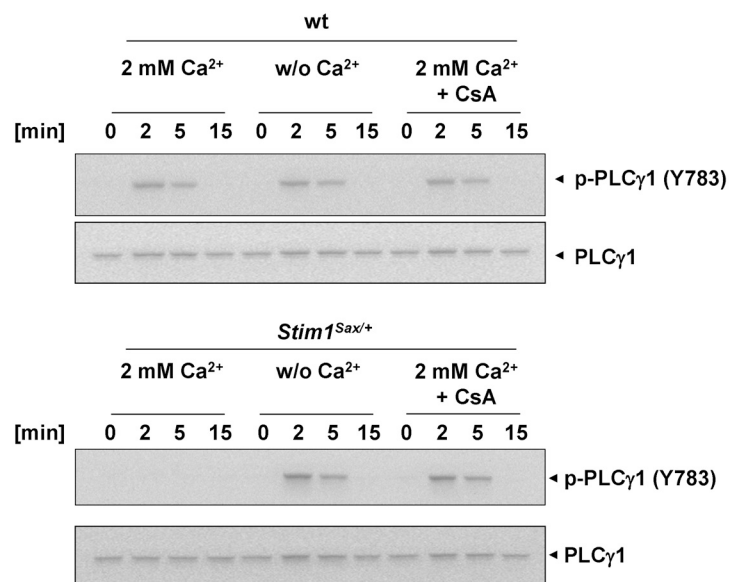 wt
2 mM Ca²⁺ w/o Ca²⁺ 2 mM Ca²⁺
+ CsA
[min] 0 2 5 15 0 2 5 15 0 2 5 15
p-PLCγ1 (Y783)
PLCγ1
Stim1ˢᵃˣ/⁺
2 mM Ca²⁺ w/o Ca²⁺ 2 mM Ca²⁺
+ CsA
[min] 0 2 5 15 0 2 5 15 0 2 5 15
p-PLCγ1 (Y783)
PLCγ1